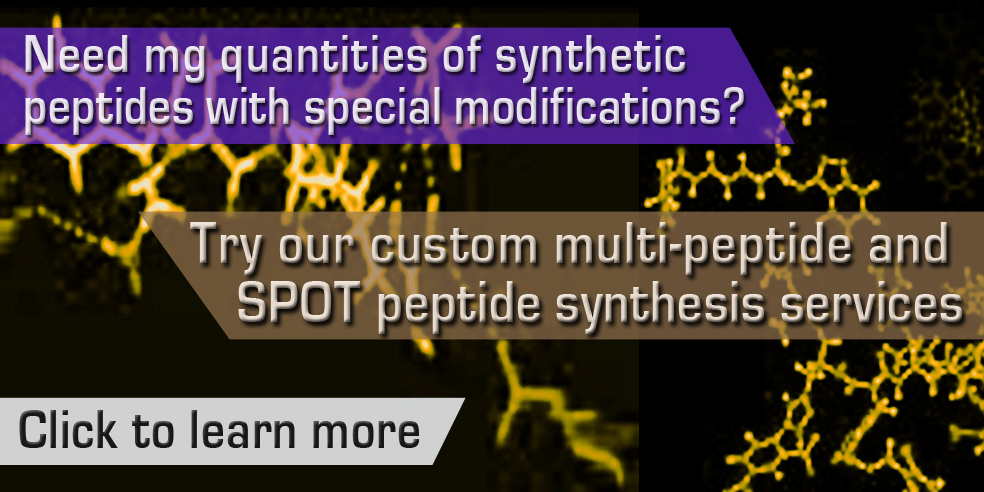 Need mg quantities of synthetic
peptides with special modifications?
Try our custom multi-peptide and
SPOT peptide synthesis services
Click to learn more